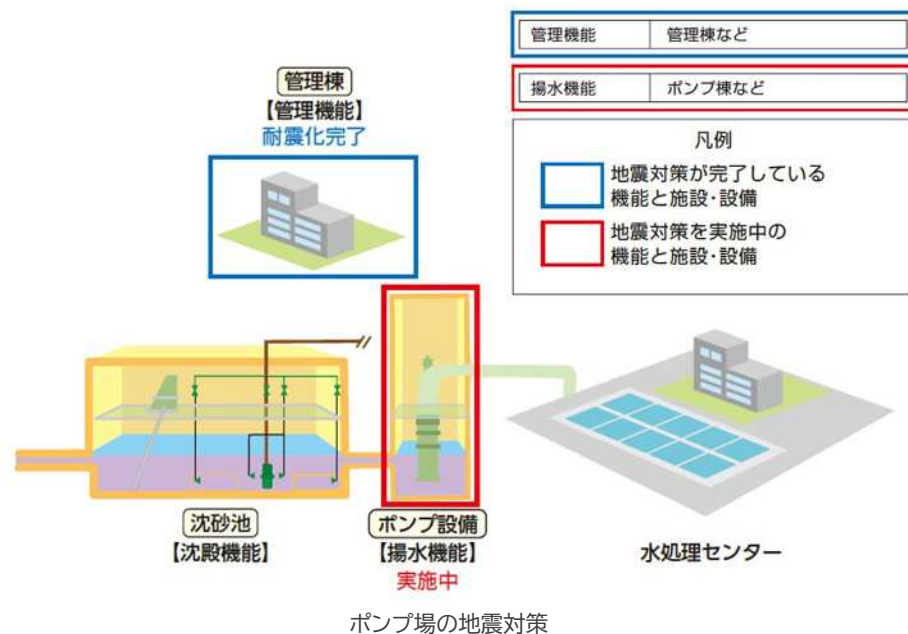 管理棟
【管理機能】
耐震化完了
管理機能 管理棟など
揚水機能 ポンプ棟など
凡例
地震対策が完了している
機能と施設・設備
地震対策を実施中の
機能と施設・設備
沈砂池
【沈殿機能】
ポンプ設備
【揚水機能】
実施中
水処理センター
ポンプ場の地震対策